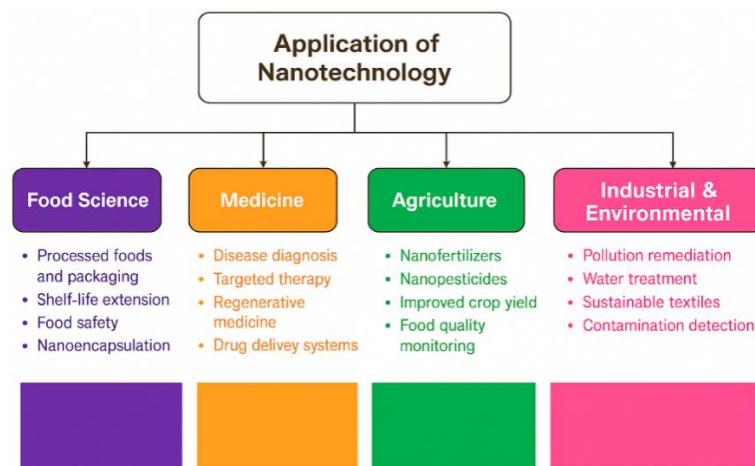 Application of
Nanotechnology
Food Science
Medicine
Agriculture
Industrial &
Environmental
• Processed foods
and packaging
• Shelf-life extension
• Food safety
• Nanoencapsulation
• Disease diagnosis
• Targeted therapy
• Regenerative
medicine
• Drug delivey systems
• Nanofertilizers
• Nanopesticides
• Improved crop yield
• Food quality
monitoring
• Pollution remediation
• Water treatment
• Sustainable textiles
• Contamination detection